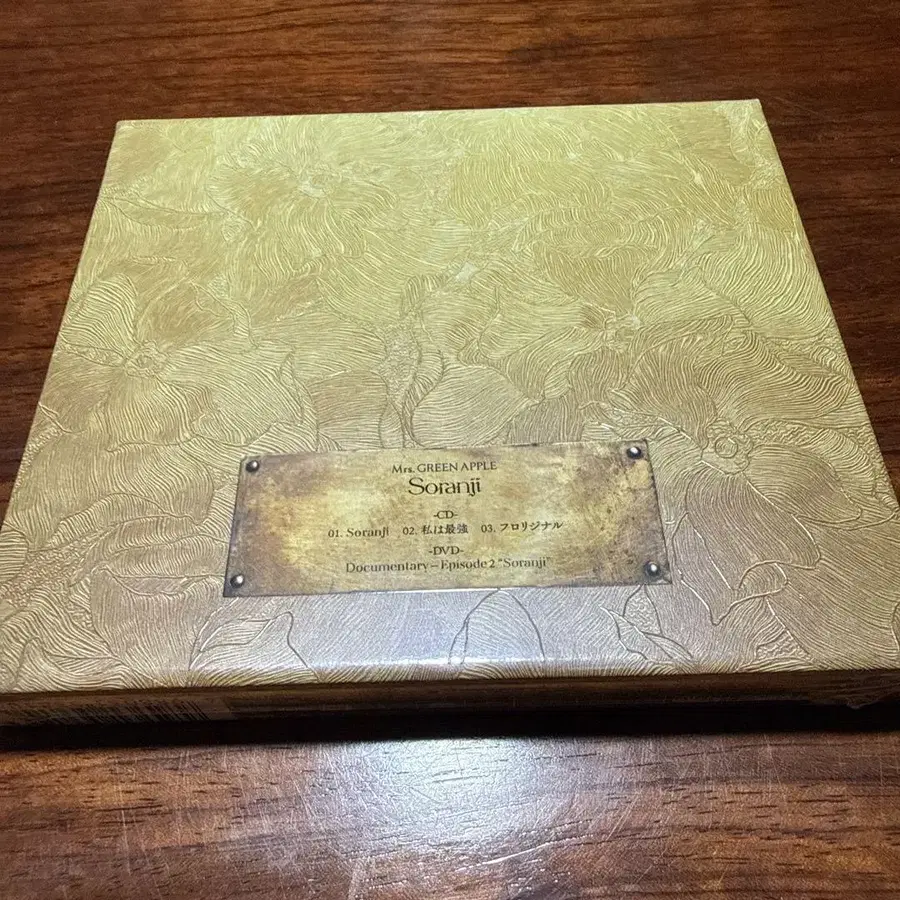 Mrs. GREEN APPLE
Soranji
-CD-
01. Soranji 02. 私は最強 03. フロリジナル
-DVD-
Documentary – Episode 2 "Soranji"